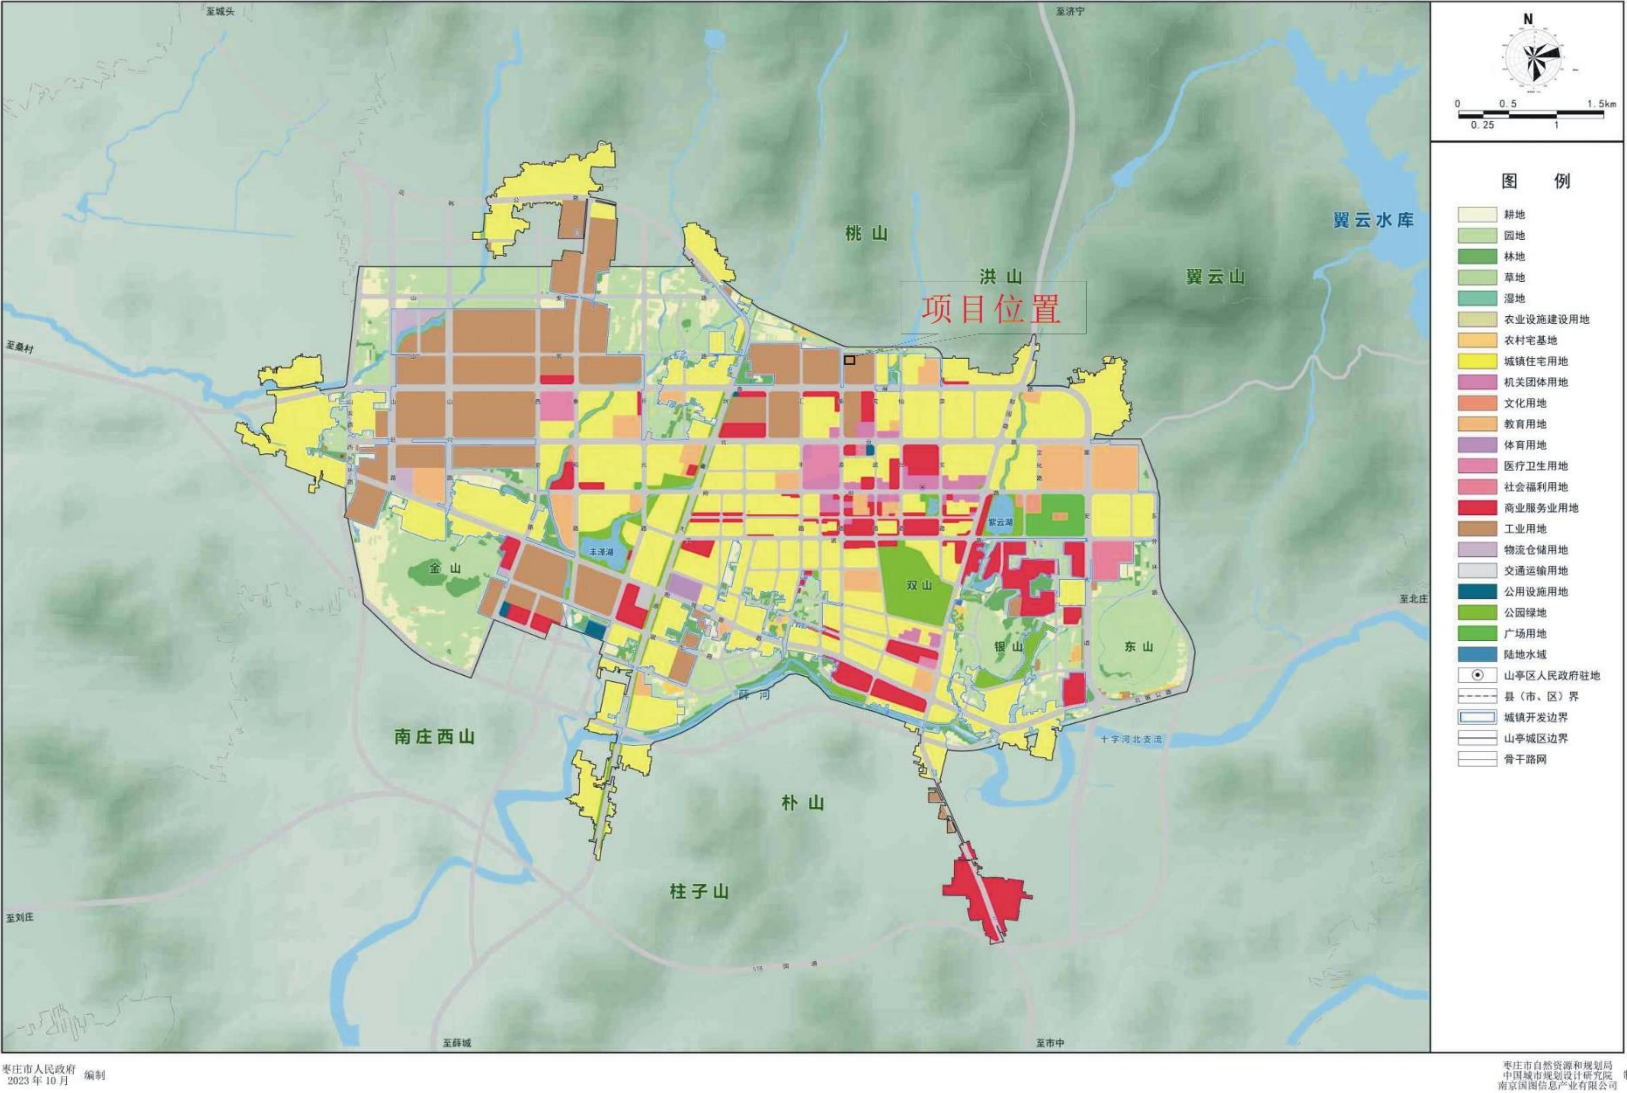 至城头
至济宁
N
0 0.5 1.5km
0.25 1
图 例
耕地
园地
林地
草地
湿地
农业设施建设用地
农村宅基地
城镇住宅用地
机关团体用地
文化用地
教育用地
体育用地
医疗卫生用地
社会福利用地
商业服务业用地
工业用地
物流仓储用地
交通运输用地
公用设施用地
公园绿地
广场用地
陆地水域
山亭区人民政府驻地
县（市、区）界
城镇开发边界
山亭城区边界
骨干路网
翼云水库
桃山
洪山
翼云山
项目位置
至桑村
紫云湖
丰泽湖
金山
双山
至北庄
银山
东山
薛河
南庄西山
十字河北支流
朴山
柱子山
至刘庄
至薛城
至市中
枣庄市人民政府
2023年10月 编制
枣庄市自然资源和规划局
中国城市规划设计研究院
南京国图信息产业有限公司